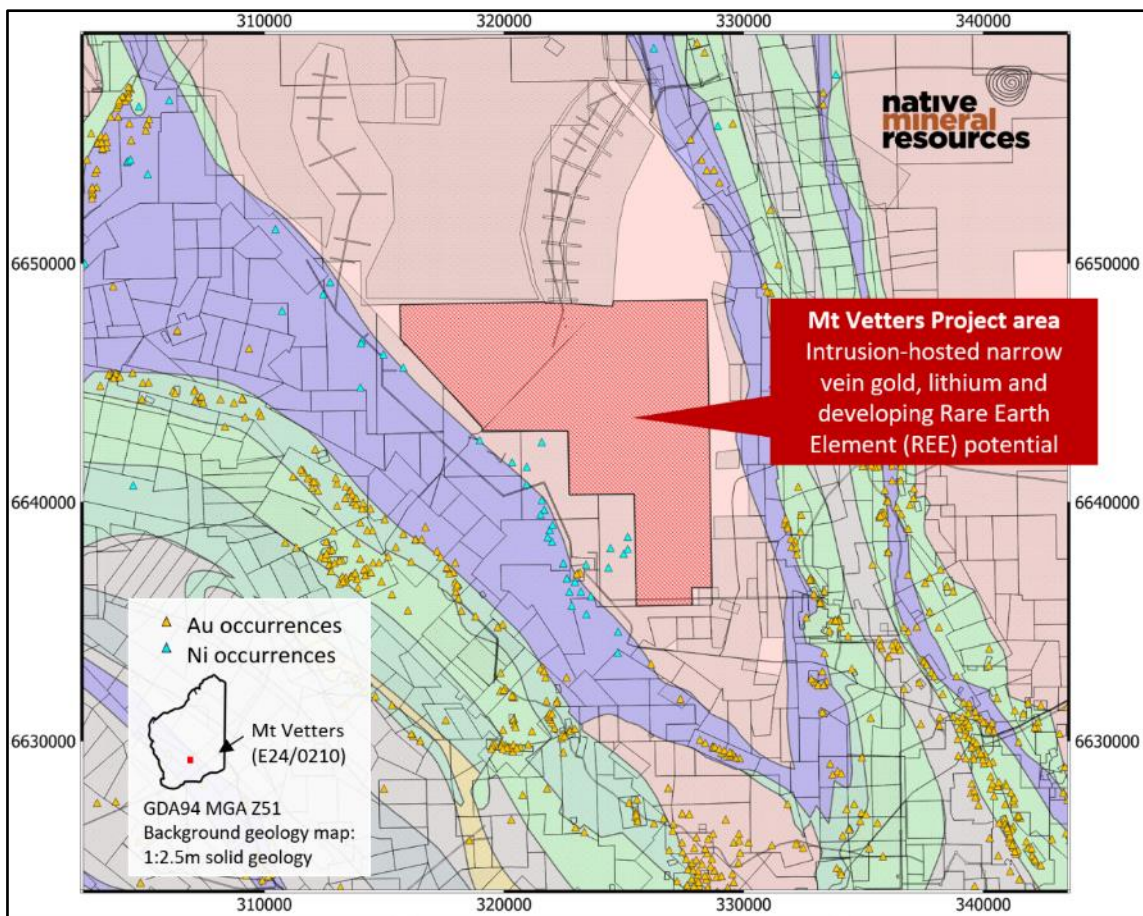 310000 320000 330000 340000
native
mineral
resources
6650000 6650000
Mt Vetters Project area
Intrusion-hosted narrow
vein gold, lithium and
developing Rare Earth
Element (REE) potential
6640000 6640000
Au occurrences
Ni occurrences
Mt Vetters
(E24/0210)
6630000 6630000
GDA94 MGA Z51
Background geology map:
1:2.5m solid geology
310000 320000 330000 340000